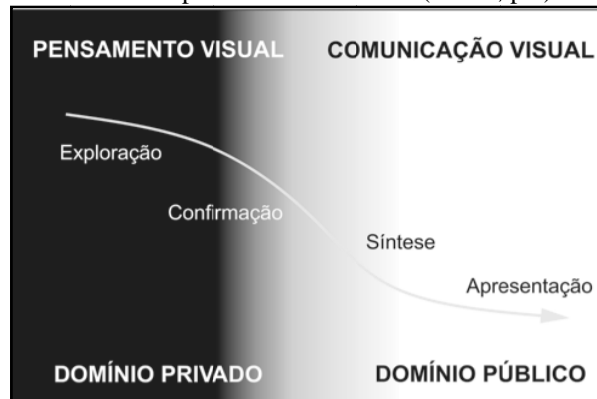 PENSAMENTO VISUAL
COMUNICAÇÃO VISUAL
Exploração
Confirmação
Síntese
Apresentação
DOMÍNIO PRIVADO
DOMÍNIO PÚBLICO